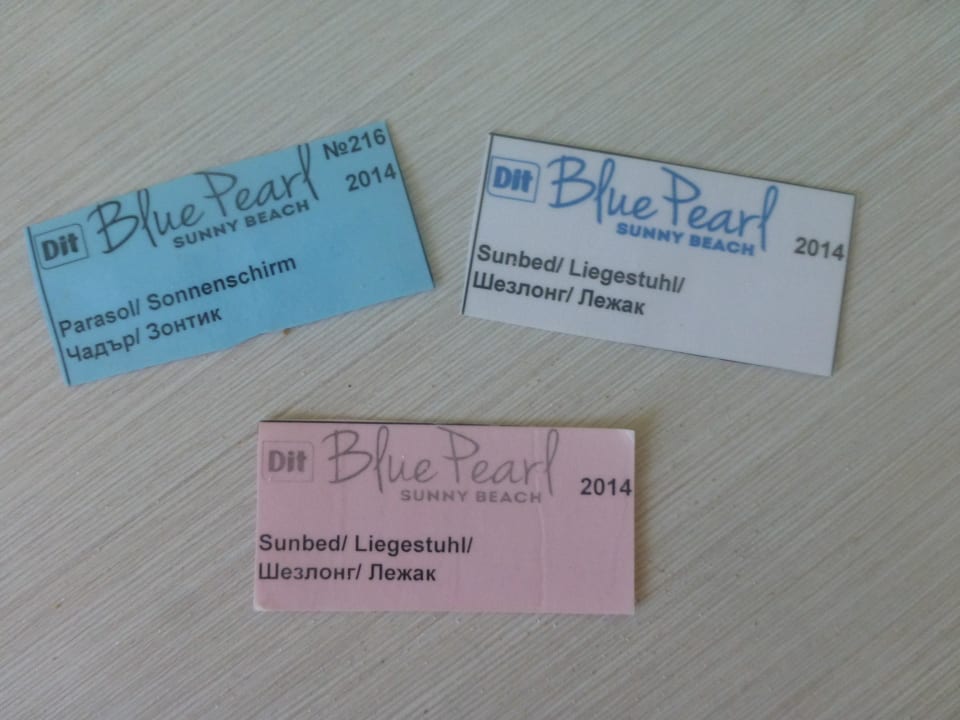 №216
Dit Blue Pearl 2014
SUNNY BEACH
Parasol/ Sonnenschirm
Чадър/ Зонтик
Dit Blue Pearl
SUNNY BEACH 2014
Sunbed/ Liegestuhl/
Шезлонг/ Лежак
Dit Blue Pearl 2014
SUNNY BEACH
Sunbed/ Liegestuhl/
Шезлонг/ Лежак